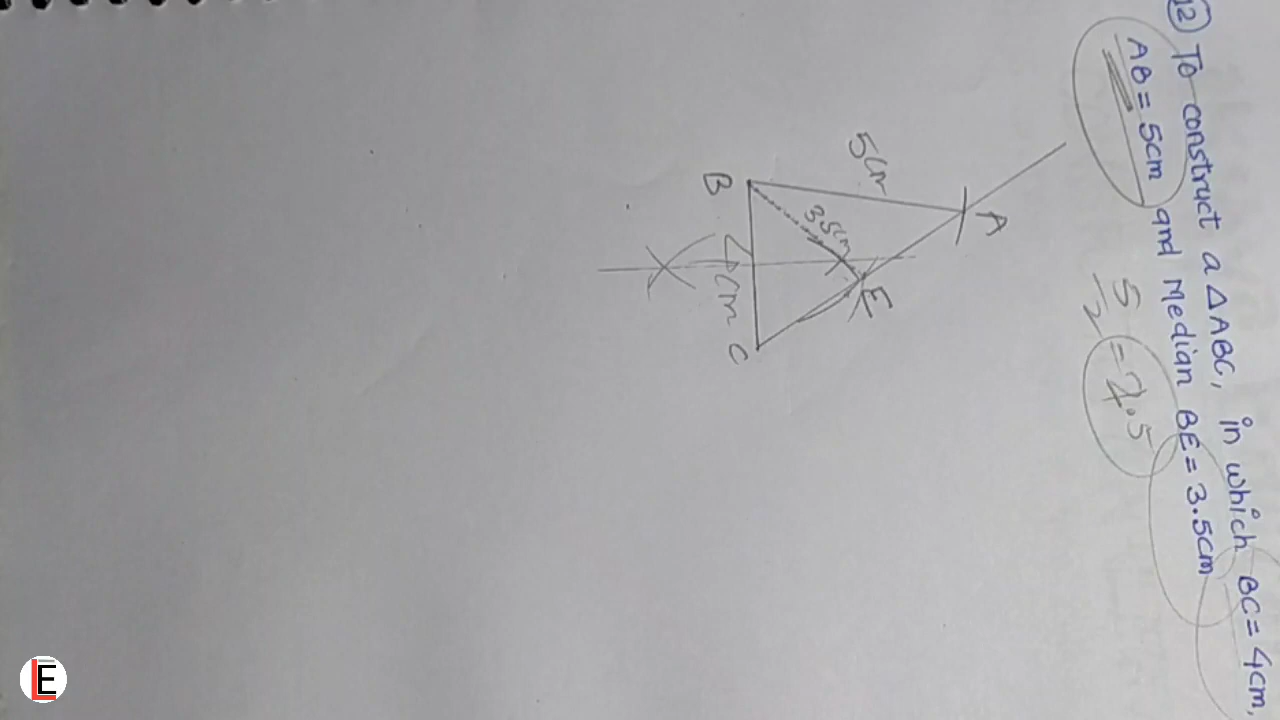 12 To construct a △ABC, in which BC = 4cm,
AB = 5cm and Median BE = 3.5cm
5/2 = 2.5
A
5cm
3.5cm
E
B
4cm
C
LE